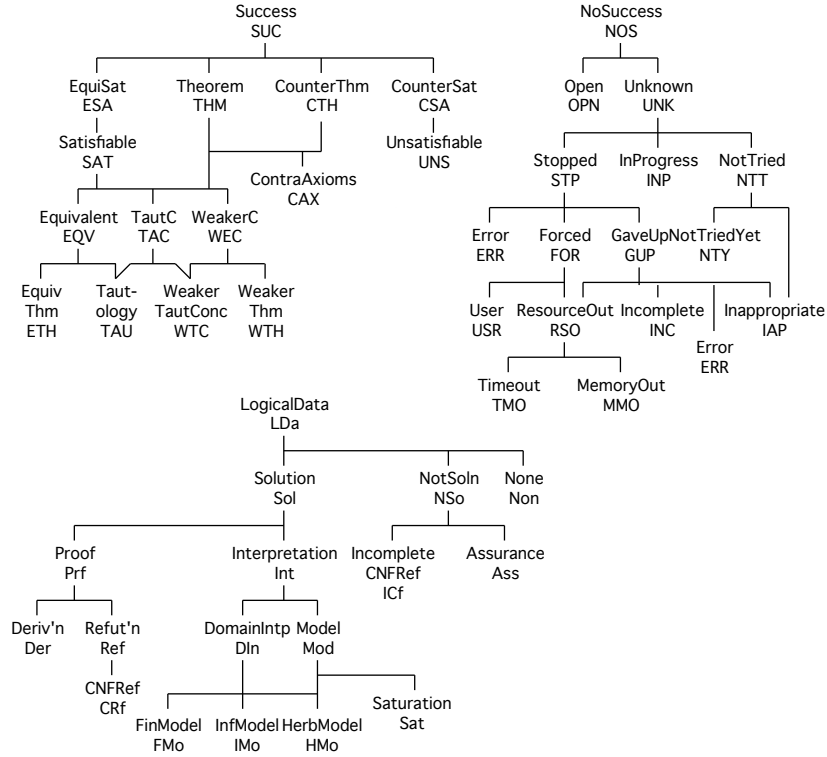 Success
SUC
NoSuccess
NOS
EquiSat
ESA
Theorem
THM
CounterThm
CTH
CounterSat
CSA
Open
OPN
Unknown
UNK
Satisfiable
SAT
Unsatisfiable
UNS
ContraAxioms
CAX
Stopped
STP
InProgress
INP
NotTried
NTT
Equivalent
EQV
TautC
TAC
WeakerC
WEC
Error
ERR
Forced
FOR
GaveUp
GUP
NotTriedYet
NTY
Equiv
Thm
ETH
Taut-
ology
TAU
Weaker
TautConc
WTC
Weaker
Thm
WTH
User
USR
ResourceOut
RSO
Incomplete
INC
Error
ERR
Inappropriate
IAP
Timeout
TMO
MemoryOut
MMO
LogicalData
LDa
Solution
Sol
NotSoln
NSo
None
Non
Proof
Prf
Interpretation
Int
Incomplete
CNFRef
ICf
Assurance
Ass
Deriv'n
Der
Refut'n
Ref
DomainIntp
DIn
Model
Mod
CNFRef
CRf
FinModel
FMo
InfModel
IMo
HerbModel
HMo
Saturation
Sat